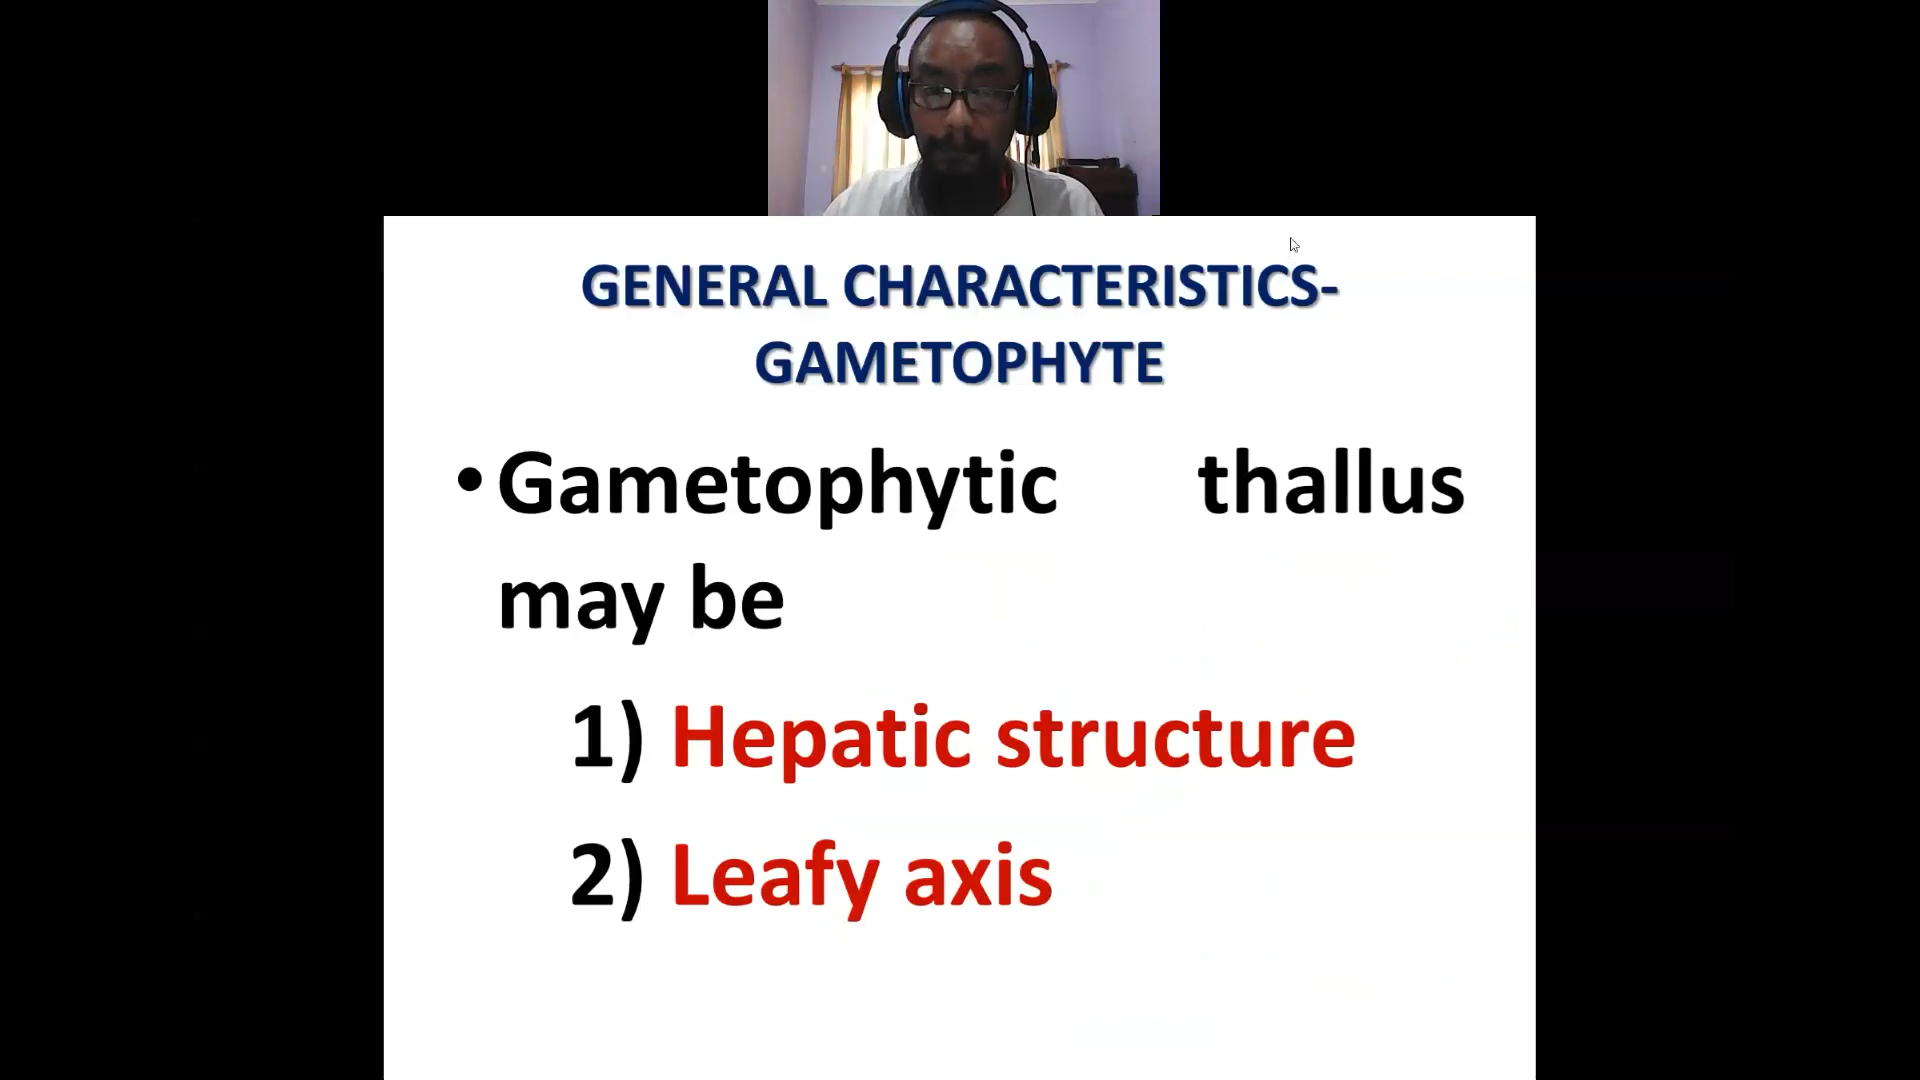 GENERAL CHARACTERISTICS-
GAMETOPHYTE
• Gametophytic thallus
may be
1) Hepatic structure
2) Leafy axis